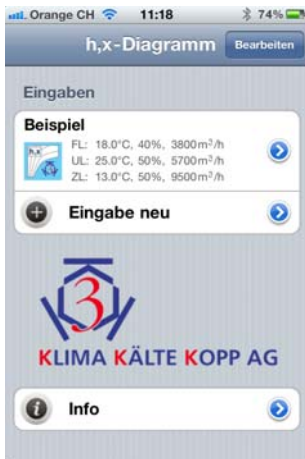 Orange CH 11:18 74%
h,x-Diagramm Bearbeiten
Eingaben
Beispiel
FL: 18.0°C, 40%, 3800m³/h
UL: 25.0°C, 50%, 5700m³/h
ZL: 13.0°C, 50%, 9500m³/h
Eingabe neu
3
KLIMA KÄLTE KOPP AG
Info